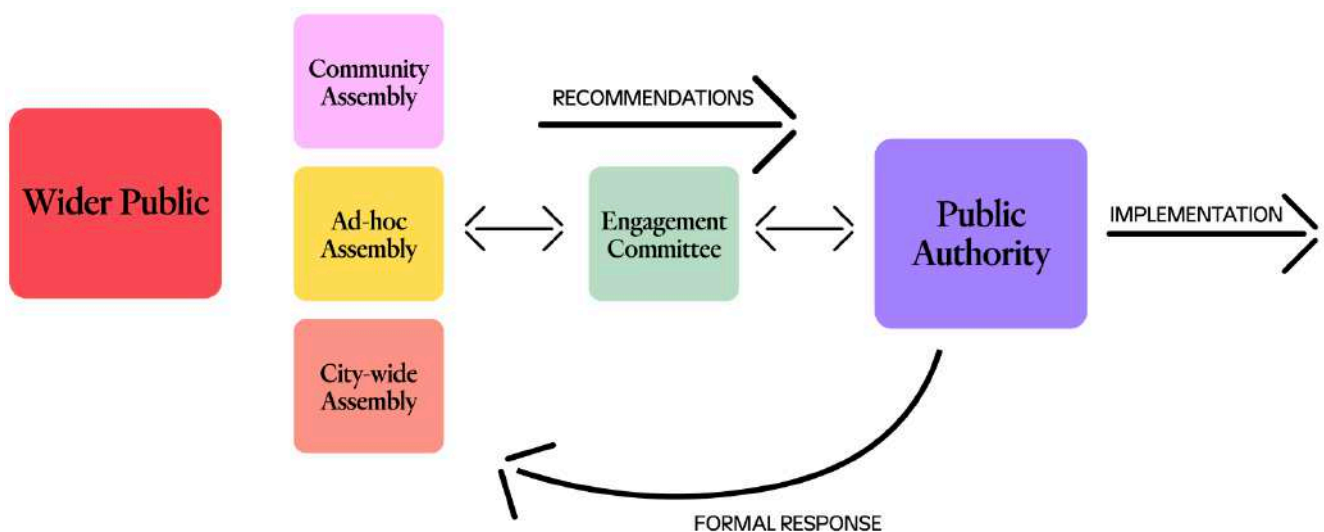 Wider Public
Community
Assembly
Ad-hoc
Assembly
City-wide
Assembly
RECOMMENDATIONS
Engagement
Committee
Public
Authority
IMPLEMENTATION
FORMAL RESPONSE